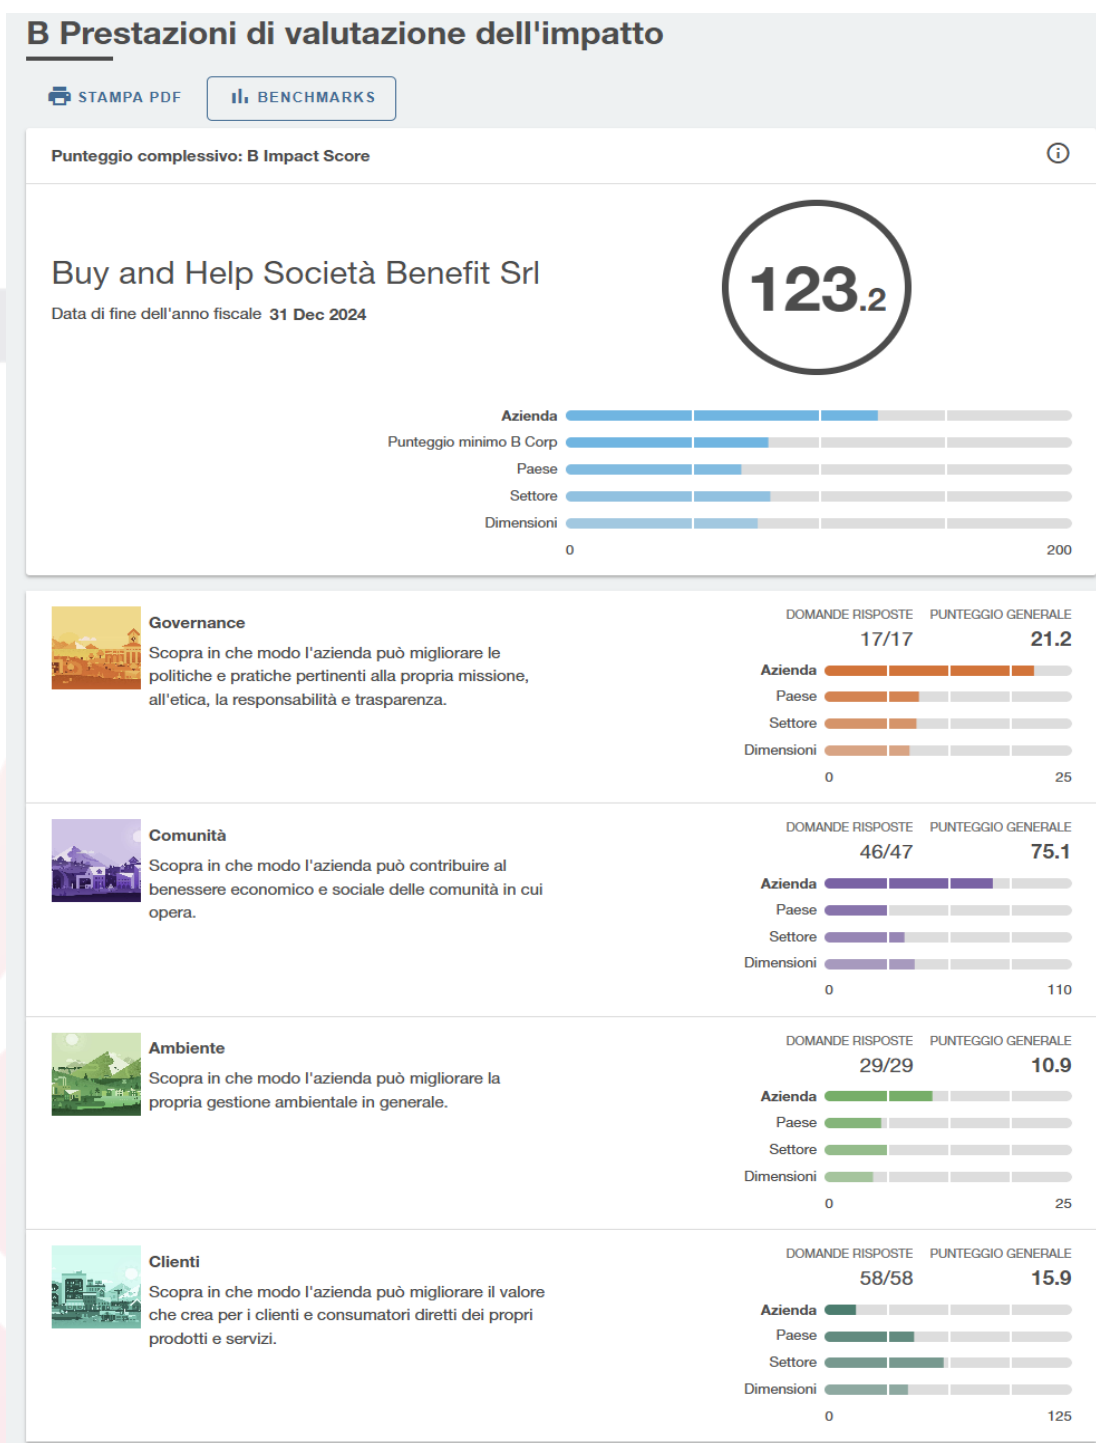 B Prestazioni di valutazione dell'impatto
STAMPA PDF
BENCHMARKS
Punteggio complessivo: B Impact Score
Buy and Help Società Benefit Srl
Data di fine dell'anno fiscale 31 Dec 2024
123.2
Azienda
Punteggio minimo B Corp
Paese
Settore
Dimensioni
0 200
Governance
Scopra in che modo l'azienda può migliorare le
politiche e pratiche pertinenti alla propria missione,
all'etica, la responsabilità e trasparenza.
DOMANDE RISPOSTE PUNTEGGIO GENERALE
17/17 21.2
Azienda
Paese
Settore
Dimensioni
0 25
Comunità
Scopra in che modo l'azienda può contribuire al
benessere economico e sociale delle comunità in cui
opera.
DOMANDE RISPOSTE PUNTEGGIO GENERALE
46/47 75.1
Azienda
Paese
Settore
Dimensioni
0 110
Ambiente
Scopra in che modo l'azienda può migliorare la
propria gestione ambientale in generale.
DOMANDE RISPOSTE PUNTEGGIO GENERALE
29/29 10.9
Azienda
Paese
Settore
Dimensioni
0 25
Clienti
Scopra in che modo l'azienda può migliorare il valore
che crea per i clienti e consumatori diretti dei propri
prodotti e servizi.
DOMANDE RISPOSTE PUNTEGGIO GENERALE
58/58 15.9
Azienda
Paese
Settore
Dimensioni
0 125